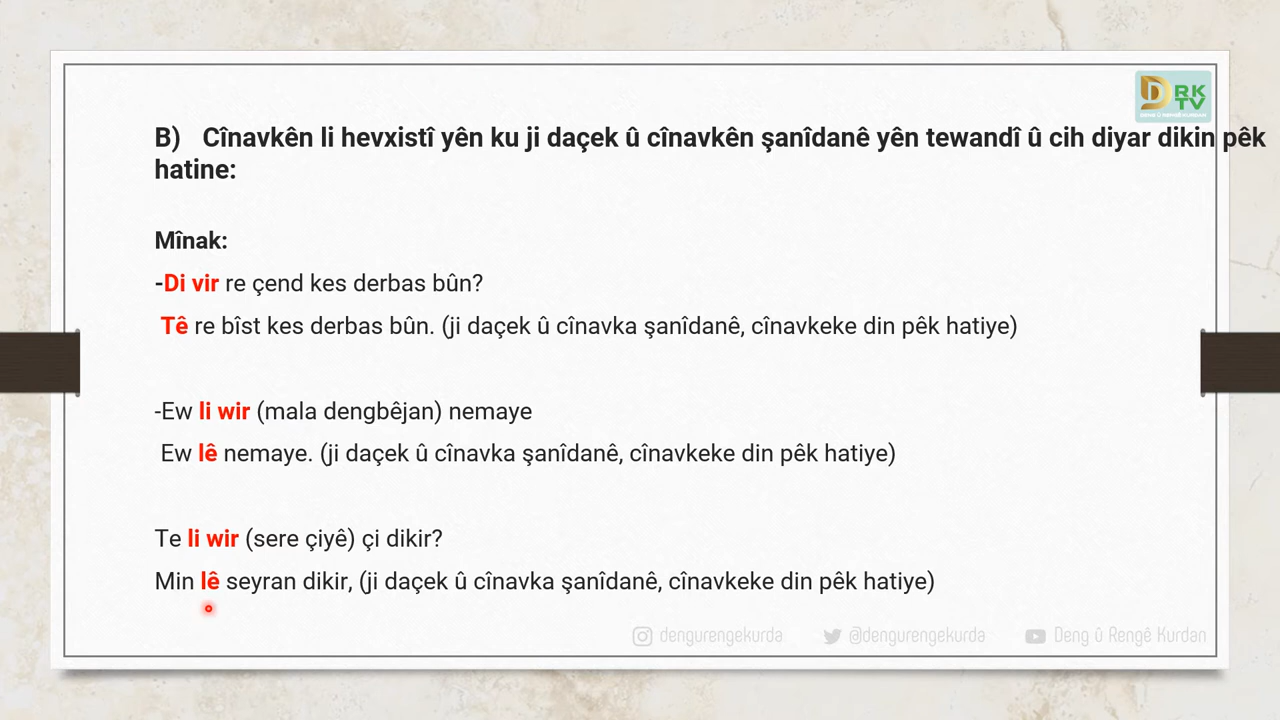 D RK TV
DENG Û RENGÊ KURDAN
B) Cînavkên li hevxistî yên ku ji daçek û cînavkên şanîdanê yên tewandî û cih diyar dikin pêk
hatine:
Mînak:
-Di vir re çend kes derbas bûn?
Tê re bîst kes derbas bûn. (ji daçek û cînavka şanîdanê, cînavkeke din pêk hatiye)
-Ew li wir (mala dengbêjan) nemaye
Ew lê nemaye. (ji daçek û cînavka şanîdanê, cînavkeke din pêk hatiye)
Te li wir (sere çiyê) çi dikir?
Min lê seyran dikir, (ji daçek û cînavka şanîdanê, cînavkeke din pêk hatiye)
dengurengekurda @dengurengekurda Deng û Rengê Kurdan